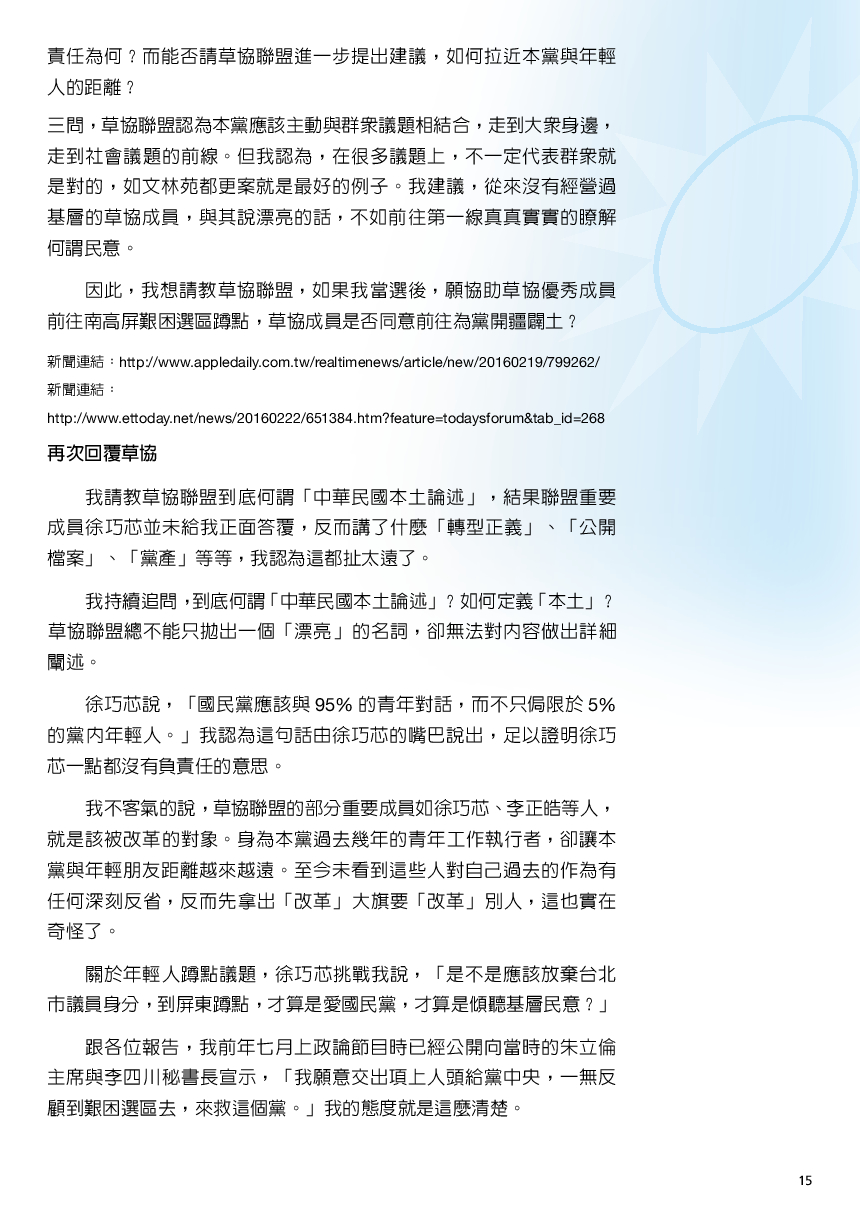 責任為何？而能否請草協聯盟進一步提出建議，如何拉近本黨與年輕
人的距離？
三問，草協聯盟認為本黨應該主動與群眾議題相結合，走到大眾身邊，
走到社會議題的前線。但我認為，在很多議題上，不一定代表群眾就
是對的，如文林苑都更案就是最好的例子。我建議，從來沒有經營過
基層的草協成員，與其說漂亮的話，不如前往第一線真真實實的瞭解
何謂民意。
因此，我想請教草協聯盟，如果我當選後，願協助草協優秀成員
前往南高屏艱困選區蹲點，草協成員是否同意前往為黨開疆闢土？
新聞連結：http://www.appledaily.com.tw/realtimenews/article/new/20160219/799262/
新聞連結：
http://www.ettoday.net/news/20160222/651384.htm?feature=todaysforum&tab_id=268
再次回覆草協
我請教草協聯盟到底何謂「中華民國本土論述」，結果聯盟重要
成員徐巧芯並未給我正面答覆，反而講了什麼「轉型正義」、「公開
檔案」、「黨產」等等，我認為這都扯太遠了。
我持續追問，到底何謂「中華民國本土論述」？如何定義「本土」？
草協聯盟總不能只拋出一個「漂亮」的名詞，卻無法對內容做出詳細
闡述。
徐巧芯說，「國民黨應該與 95% 的青年對話，而不只侷限於 5%
的黨內年輕人。」我認為這句話由徐巧芯的嘴巴說出，足以證明徐巧
芯一點都沒有負責任的意思。
我不客氣的說，草協聯盟的部分重要成員如徐巧芯、李正皓等人，
就是該被改革的對象。身為本黨過去幾年的青年工作執行者，卻讓本
黨與年輕朋友距離越來越遠。至今未看到這些人對自己過去的作為有
任何深刻反省，反而先拿出「改革」大旗要「改革」別人，這也實在
奇怪了。
關於年輕人蹲點議題，徐巧芯挑戰我說，「是不是應該放棄台北
市議員身分，到屏東蹲點，才算是愛國民黨，才算是傾聽基層民意？」
跟各位報告，我前年七月上政論節目時已經公開向當時的朱立倫
主席與李四川秘書長宣示，「我願意交出項上人頭給黨中央，一無反
顧到艱困選區去，來救這個黨。」我的態度就是這麼清楚。
15